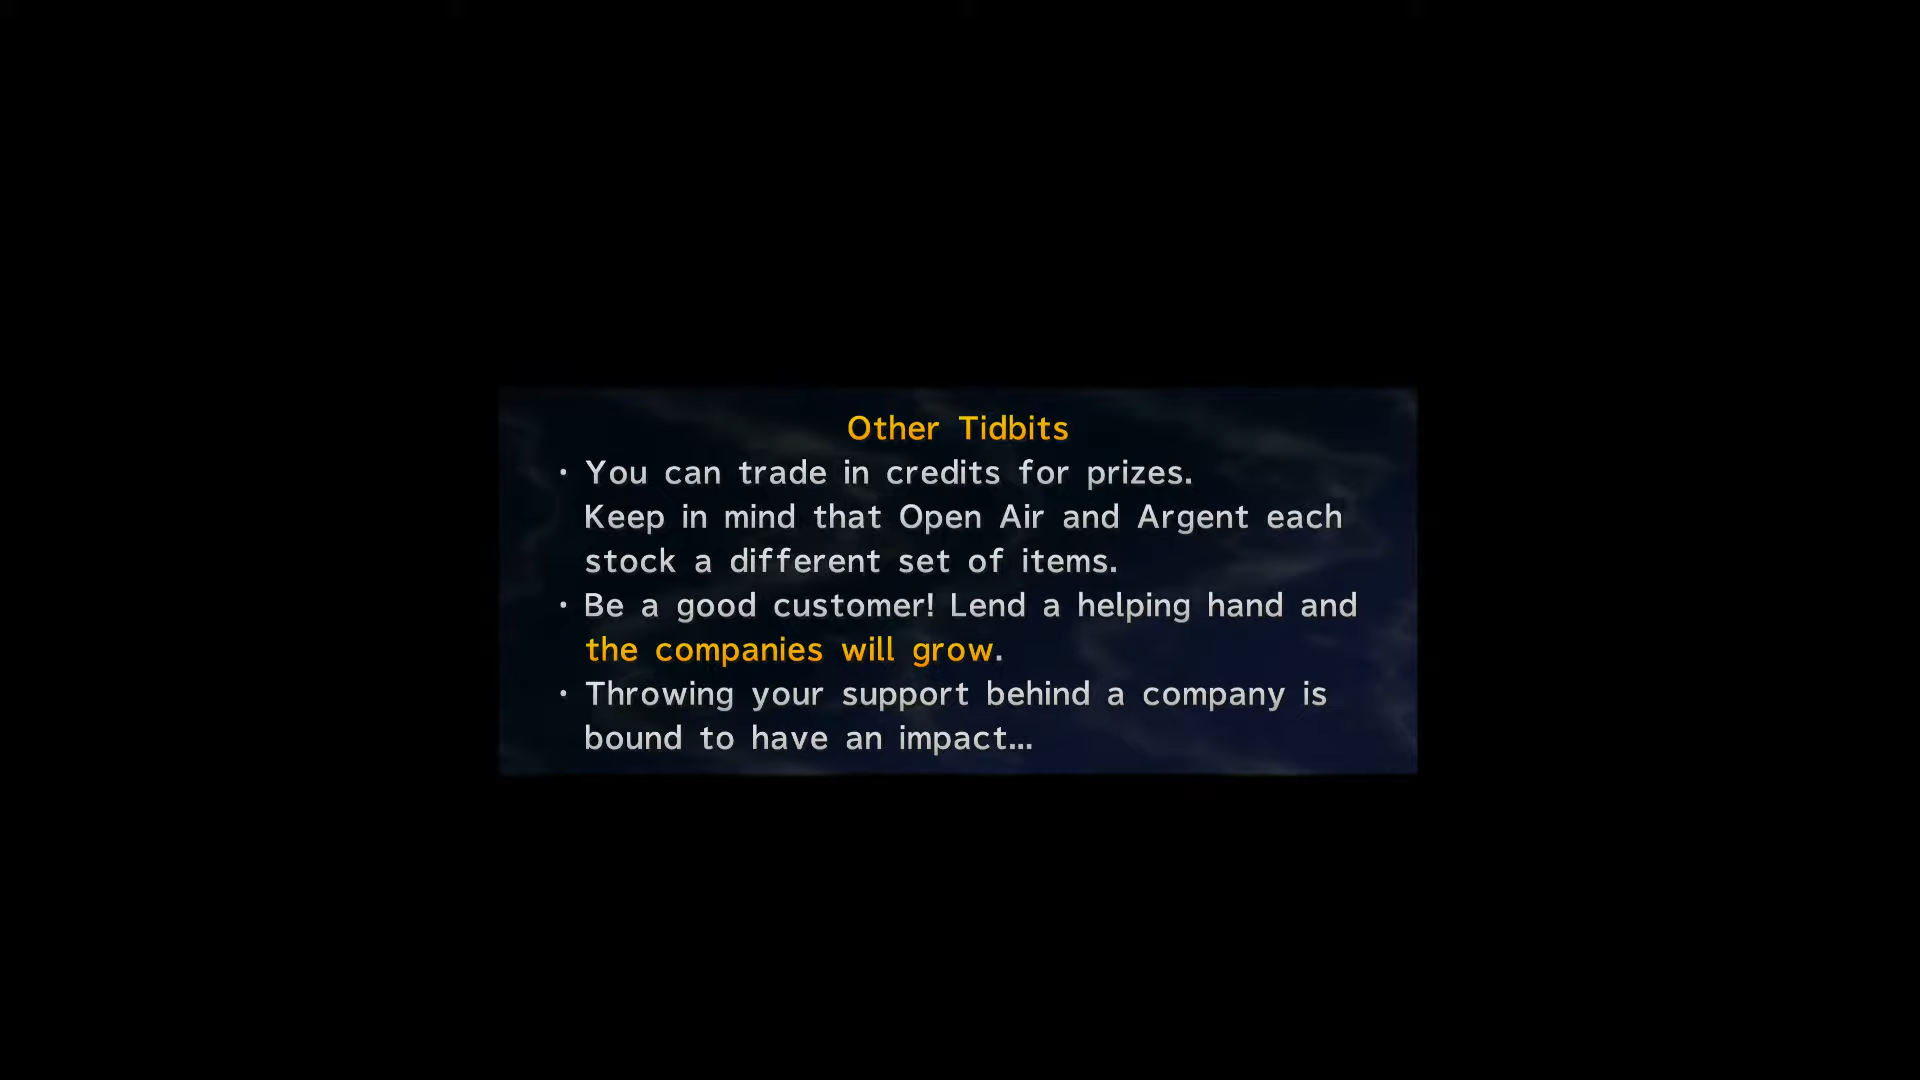 Other Tidbits
· You can trade in credits for prizes.
Keep in mind that Open Air and Argent each
stock a different set of items.
· Be a good customer! Lend a helping hand and
the companies will grow.
· Throwing your support behind a company is
bound to have an impact...